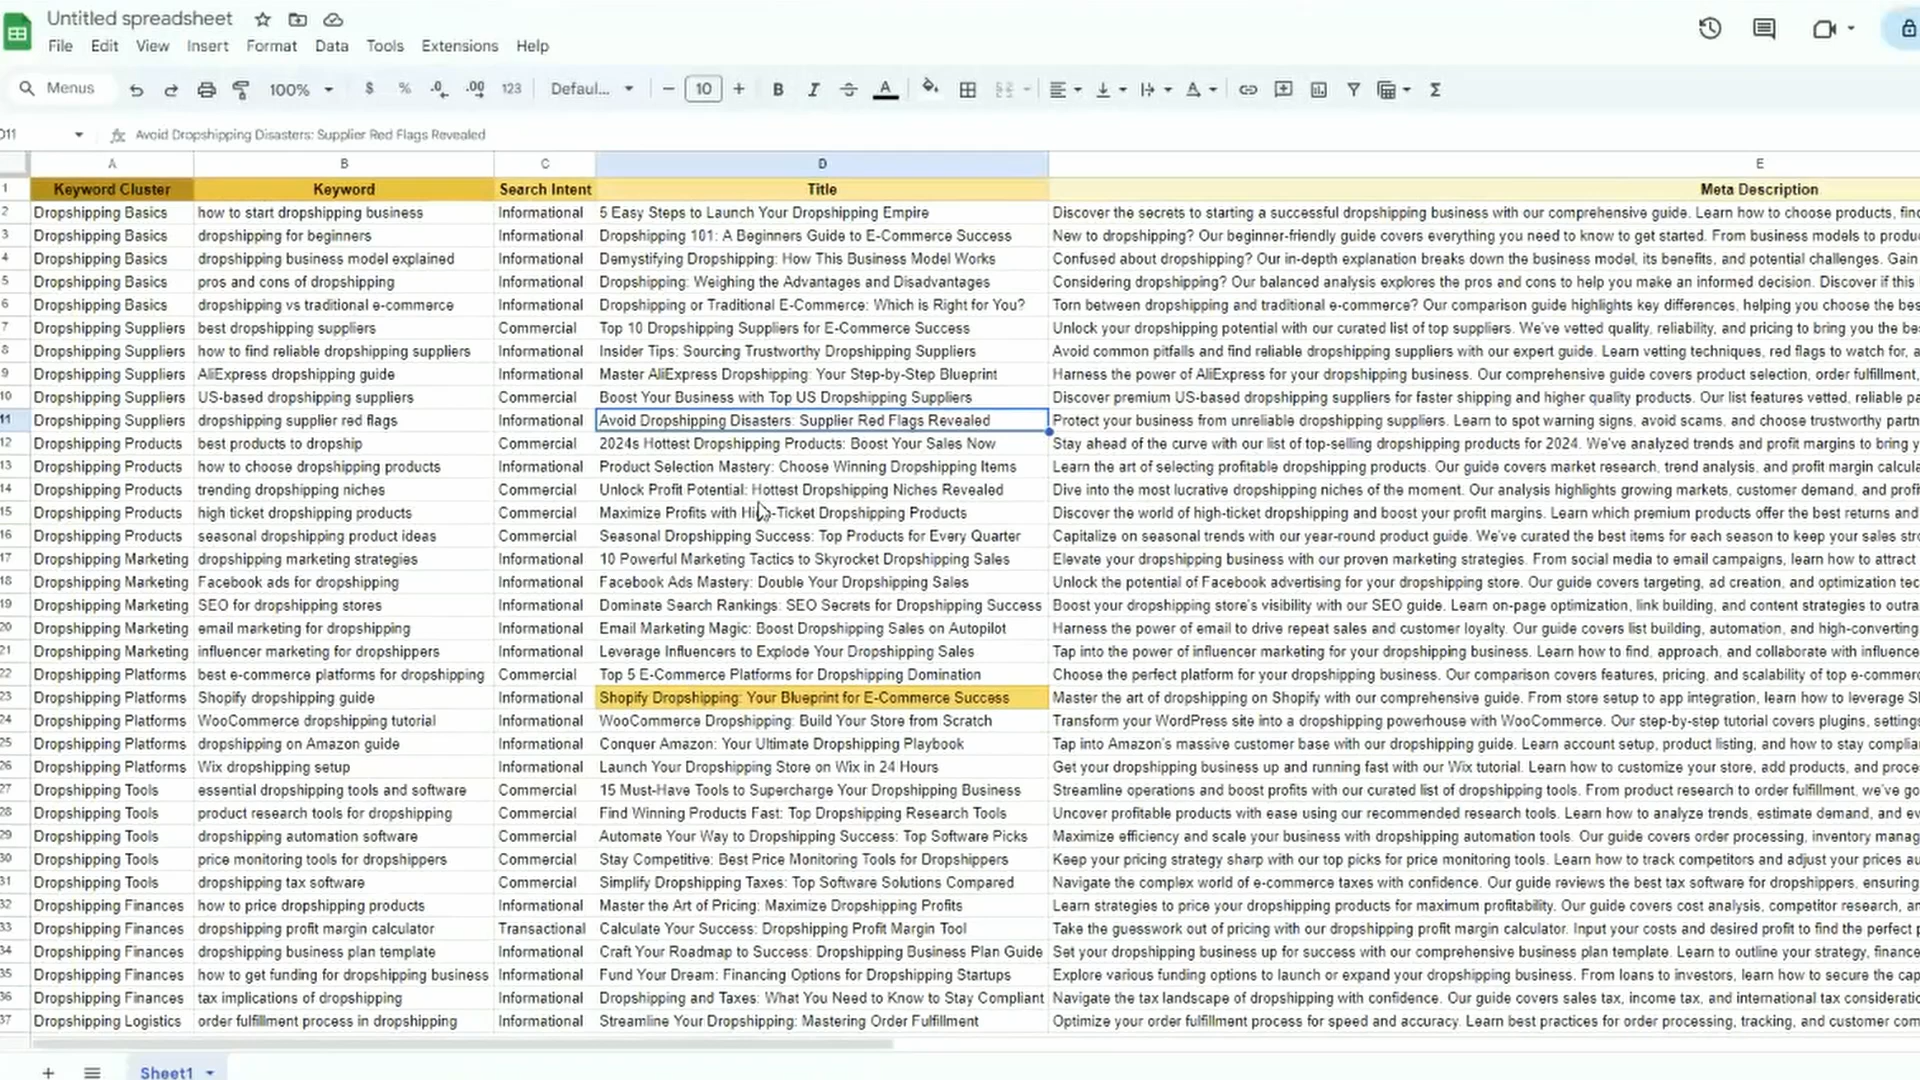 Untitled spreadsheet
File Edit View Insert Format Data Tools Extensions Help
Menus 100% $ % .0 .00 123 Defaul... 10 B I A
D11 fx Avoid Dropshipping Disasters: Supplier Red Flags Revealed
A B C D E
1 Keyword Cluster Keyword Search Intent Title Meta Description
2 Dropshipping Basics how to start dropshipping business Informational 5 Easy Steps to Launch Your Dropshipping Empire Discover the secrets to starting a successful dropshipping business with our comprehensive guide. Learn how to choose products,
3 Dropshipping Basics dropshipping for beginners Informational Dropshipping 101: A Beginners Guide to E-Commerce Success New to dropshipping? Our beginner-friendly guide covers everything you need to know to get started. From business models to
4 Dropshipping Basics dropshipping business model explained Informational Demystifying Dropshipping: How This Business Model Works Confused about dropshipping? Our in-depth explanation breaks down the business model, its benefits, and potential challenges. Gain
5 Dropshipping Basics pros and cons of dropshipping Informational Dropshipping: Weighing the Advantages and Disadvantages Considering dropshipping? Our balanced analysis explores the pros and cons to help you make an informed decision. Discover if this
6 Dropshipping Basics dropshipping vs traditional e-commerce Informational Dropshipping or Traditional E-Commerce: Which is Right for You? Torn between dropshipping and traditional e-commerce? Our comparison guide highlights key differences, helping you choose the
7 Dropshipping Suppliers best dropshipping suppliers Commercial Top 10 Dropshipping Suppliers for E-Commerce Success Unlock your dropshipping potential with our curated list of top suppliers. We've vetted quality, reliability, and pricing to bring you the
8 Dropshipping Suppliers how to find reliable dropshipping suppliers Informational Insider Tips: Sourcing Trustworthy Dropshipping Suppliers Avoid common pitfalls and find reliable dropshipping suppliers with our expert guide. Learn vetting techniques, red flags to watch for,
9 Dropshipping Suppliers AliExpress dropshipping guide Informational Master AliExpress Dropshipping: Your Step-by-Step Blueprint Harness the power of AliExpress for your dropshipping business. Our comprehensive guide covers product selection, order fulfillment,
10 Dropshipping Suppliers US-based dropshipping suppliers Commercial Boost Your Business with Top US Dropshipping Suppliers Discover premium US-based dropshipping suppliers for faster shipping and higher quality products. Our list features vetted, reliable
11 Dropshipping Suppliers dropshipping supplier red flags Informational Avoid Dropshipping Disasters: Supplier Red Flags Revealed Protect your business from unreliable dropshipping suppliers. Learn to spot warning signs, avoid scams, and choose trustworthy
12 Dropshipping Products best products to dropship Commercial 2024s Hottest Dropshipping Products: Boost Your Sales Now Stay ahead of the curve with our list of top-selling dropshipping products for 2024. We've analyzed trends and profit margins to bring
13 Dropshipping Products how to choose dropshipping products Informational Product Selection Mastery: Choose Winning Dropshipping Items Learn the art of selecting profitable dropshipping products. Our guide covers market research, trend analysis, and profit margin
14 Dropshipping Products trending dropshipping niches Commercial Unlock Profit Potential: Hottest Dropshipping Niches Revealed Dive into the most lucrative dropshipping niches of the moment. Our analysis highlights growing markets, customer demand, and
15 Dropshipping Products high ticket dropshipping products Commercial Maximize Profits with High-Ticket Dropshipping Products Discover the world of high-ticket dropshipping and boost your profit margins. Learn which premium products offer the best returns and
16 Dropshipping Products seasonal dropshipping product ideas Commercial Seasonal Dropshipping Success: Top Products for Every Quarter Capitalize on seasonal trends with our year-round product guide. We've curated the best items for each season to keep your sales
17 Dropshipping Marketing dropshipping marketing strategies Informational 10 Powerful Marketing Tactics to Skyrocket Dropshipping Sales Elevate your dropshipping business with our proven marketing strategies. From social media to email campaigns, learn how to attract
18 Dropshipping Marketing Facebook ads for dropshipping Informational Facebook Ads Mastery: Double Your Dropshipping Sales Unlock the potential of Facebook advertising for your dropshipping store. Our guide covers targeting, ad creation, and optimization
19 Dropshipping Marketing SEO for dropshipping stores Informational Dominate Search Rankings: SEO Secrets for Dropshipping Success Boost your dropshipping store's visibility with our SEO guide. Learn on-page optimization, link building, and content strategies to
20 Dropshipping Marketing email marketing for dropshipping Informational Email Marketing Magic: Boost Dropshipping Sales on Autopilot Harness the power of email to drive repeat sales and customer loyalty. Our guide covers list building, automation, and high-converting
21 Dropshipping Marketing influencer marketing for dropshippers Informational Leverage Influencers to Explode Your Dropshipping Sales Tap into the power of influencer marketing for your dropshipping business. Learn how to find, approach, and collaborate with
22 Dropshipping Platforms best e-commerce platforms for dropshipping Commercial Top 5 E-Commerce Platforms for Dropshipping Domination Choose the perfect platform for your dropshipping business. Our comparison covers features, pricing, and scalability of top
23 Dropshipping Platforms Shopify dropshipping guide Informational Shopify Dropshipping: Your Blueprint for E-Commerce Success Master the art of dropshipping on Shopify with our comprehensive guide. From store setup to app integration, learn how to leverage
24 Dropshipping Platforms WooCommerce dropshipping tutorial Informational WooCommerce Dropshipping: Build Your Store from Scratch Transform your WordPress site into a dropshipping powerhouse with WooCommerce. Our step-by-step tutorial covers plugins,
25 Dropshipping Platforms dropshipping on Amazon guide Informational Conquer Amazon: Your Ultimate Dropshipping Playbook Tap into Amazon's massive customer base with our dropshipping guide. Learn account setup, product listing, and how to stay
26 Dropshipping Platforms Wix dropshipping setup Informational Launch Your Dropshipping Store on Wix in 24 Hours Get your dropshipping business up and running fast with our Wix tutorial. Learn how to customize your store, add products, and
27 Dropshipping Tools essential dropshipping tools and software Commercial 15 Must-Have Tools to Supercharge Your Dropshipping Business Streamline operations and boost profits with our curated list of dropshipping tools. From product research to order fulfillment, we've
28 Dropshipping Tools product research tools for dropshipping Commercial Find Winning Products Fast: Top Dropshipping Research Tools Uncover profitable products with ease using our recommended research tools. Learn how to analyze trends, estimate demand, and
29 Dropshipping Tools dropshipping automation software Commercial Automate Your Way to Dropshipping Success: Top Software Picks Maximize efficiency and scale your business with dropshipping automation tools. Our guide covers order processing, inventory
30 Dropshipping Tools price monitoring tools for dropshippers Commercial Stay Competitive: Best Price Monitoring Tools for Dropshippers Keep your pricing strategy sharp with our top picks for price monitoring tools. Learn how to track competitors and adjust your prices
31 Dropshipping Tools dropshipping tax software Commercial Simplify Dropshipping Taxes: Top Software Solutions Compared Navigate the complex world of e-commerce taxes with confidence. Our guide reviews the best tax software for dropshippers, ensuring
32 Dropshipping Finances how to price dropshipping products Informational Master the Art of Pricing: Maximize Dropshipping Profits Learn strategies to price your dropshipping products for maximum profitability. Our guide covers cost analysis, competitor research,
33 Dropshipping Finances dropshipping profit margin calculator Transactional Calculate Your Success: Dropshipping Profit Margin Tool Take the guesswork out of pricing with our dropshipping profit margin calculator. Input your costs and desired profit to find the perfect
34 Dropshipping Finances dropshipping business plan template Informational Craft Your Roadmap to Success: Dropshipping Business Plan Guide Set your dropshipping business up for success with our comprehensive business plan template. Learn to outline your strategy,
35 Dropshipping Finances how to get funding for dropshipping business Informational Fund Your Dream: Financing Options for Dropshipping Startups Explore various funding options to launch or expand your dropshipping business. From loans to investors, learn how to secure the
36 Dropshipping Finances tax implications of dropshipping Informational Dropshipping and Taxes: What You Need to Know to Stay Compliant Navigate the tax landscape of dropshipping with confidence. Our guide covers sales tax, income tax, and international tax
37 Dropshipping Logistics order fulfillment process in dropshipping Informational Streamline Your Dropshipping: Mastering Order Fulfillment Optimize your order fulfillment process for speed and accuracy. Learn best practices for order processing, tracking, and customer
Sheet1